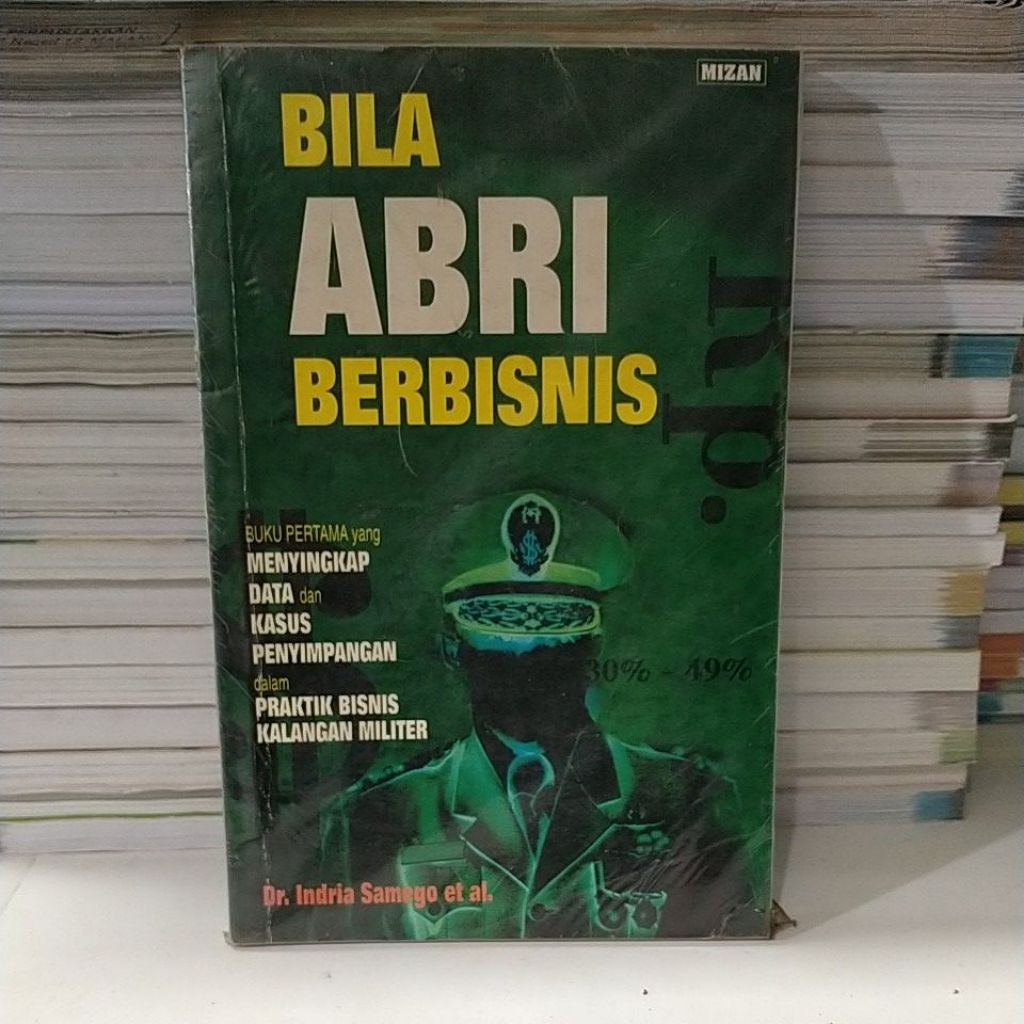 MIZAN
BILA
ABRI
BERBISNIS
Rp.
BUKU PERTAMA yang
MENYINGKAP
DATA dan
KASUS
PENYIMPANGAN
dalam
PRAKTIK BISNIS
KALANGAN MILITER
30% - 49%
Dr. Indria Samego et al.